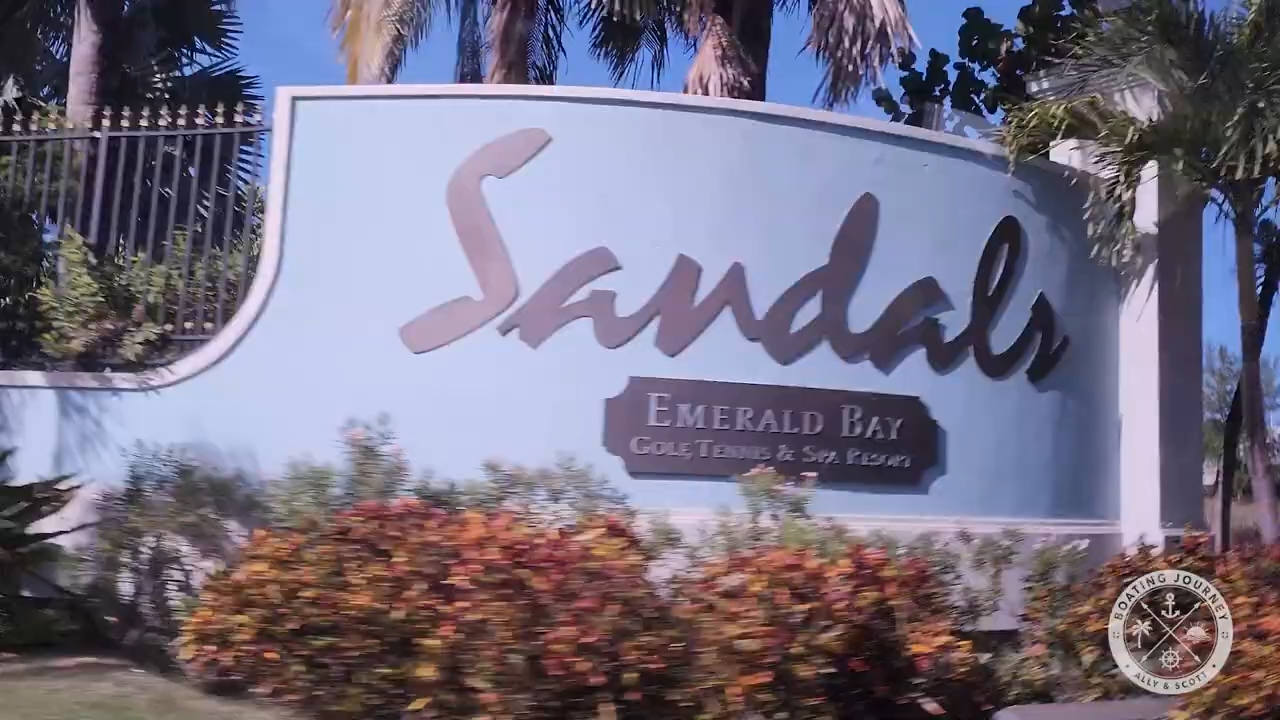 Sandals
EMERALD BAY
GOLF, TENNIS & SPA RESORT
BOATING JOURNEY
ALLY & SCOTT